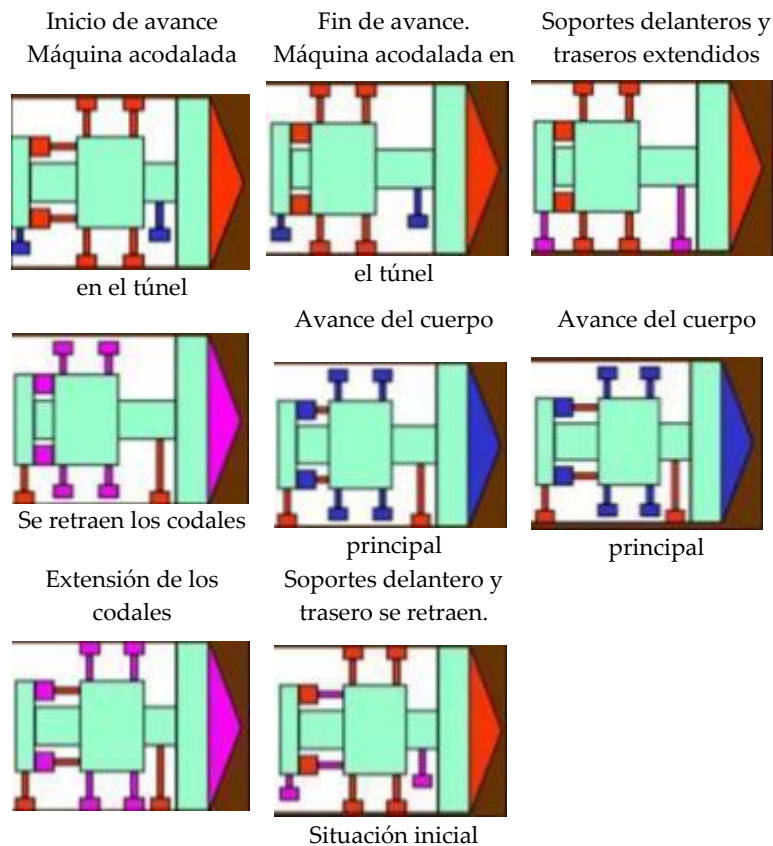 Inicio de avance
Máquina acodalada
en el túnel
Fin de avance.
Máquina acodalada en
el túnel
Soportes delanteros y
traseros extendidos
Se retraen los codales
Avance del cuerpo
principal
Avance del cuerpo
principal
Extensión de los
codales
Soportes delantero y
trasero se retraen.
Situación inicial